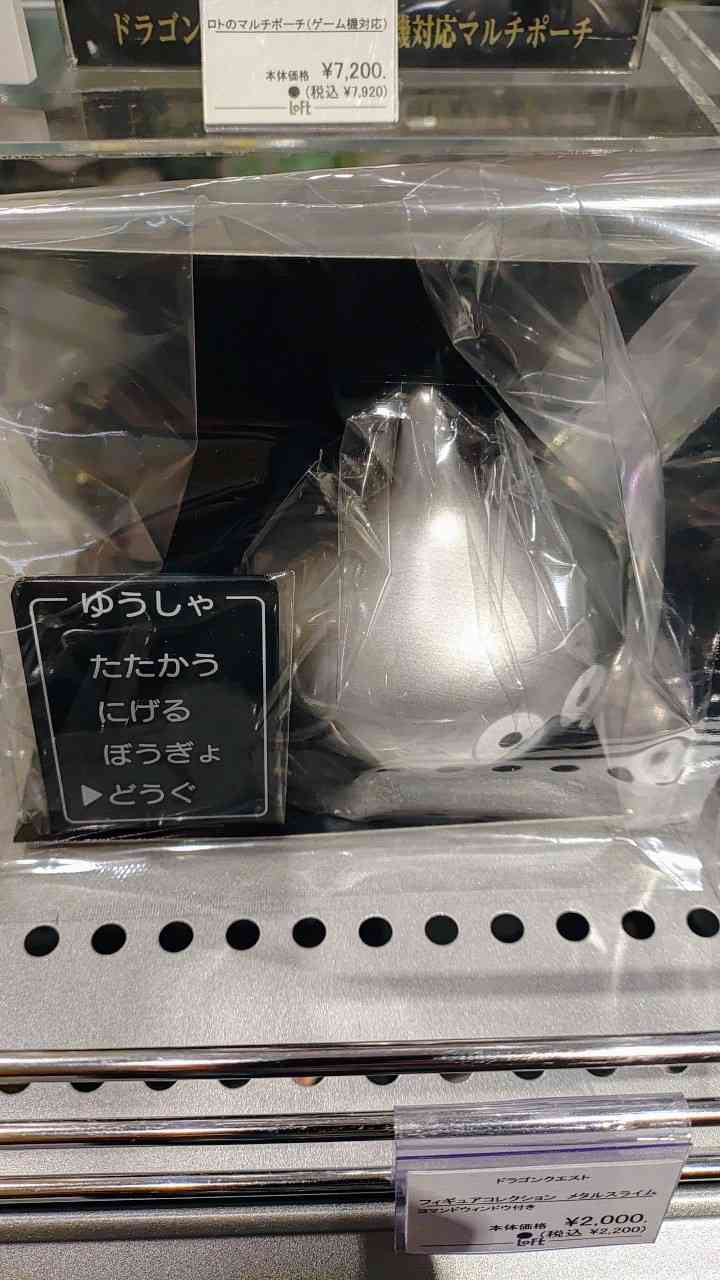 ドラゴン
機対応マルチポーチ
ロトのマルチポーチ(ゲーム機対応)
本体価格 ¥7,200.
(税込 ¥7,920)
Loft
ゆうしゃ
たたかう
にげる
ぼうぎょ
▶どうぐ
ドラゴンクエスト
フィギュアコレクション メタルスライム
コマンドウィンドウ付き
本体価格 ¥2,000.
(税込 ¥2,200)
Loft